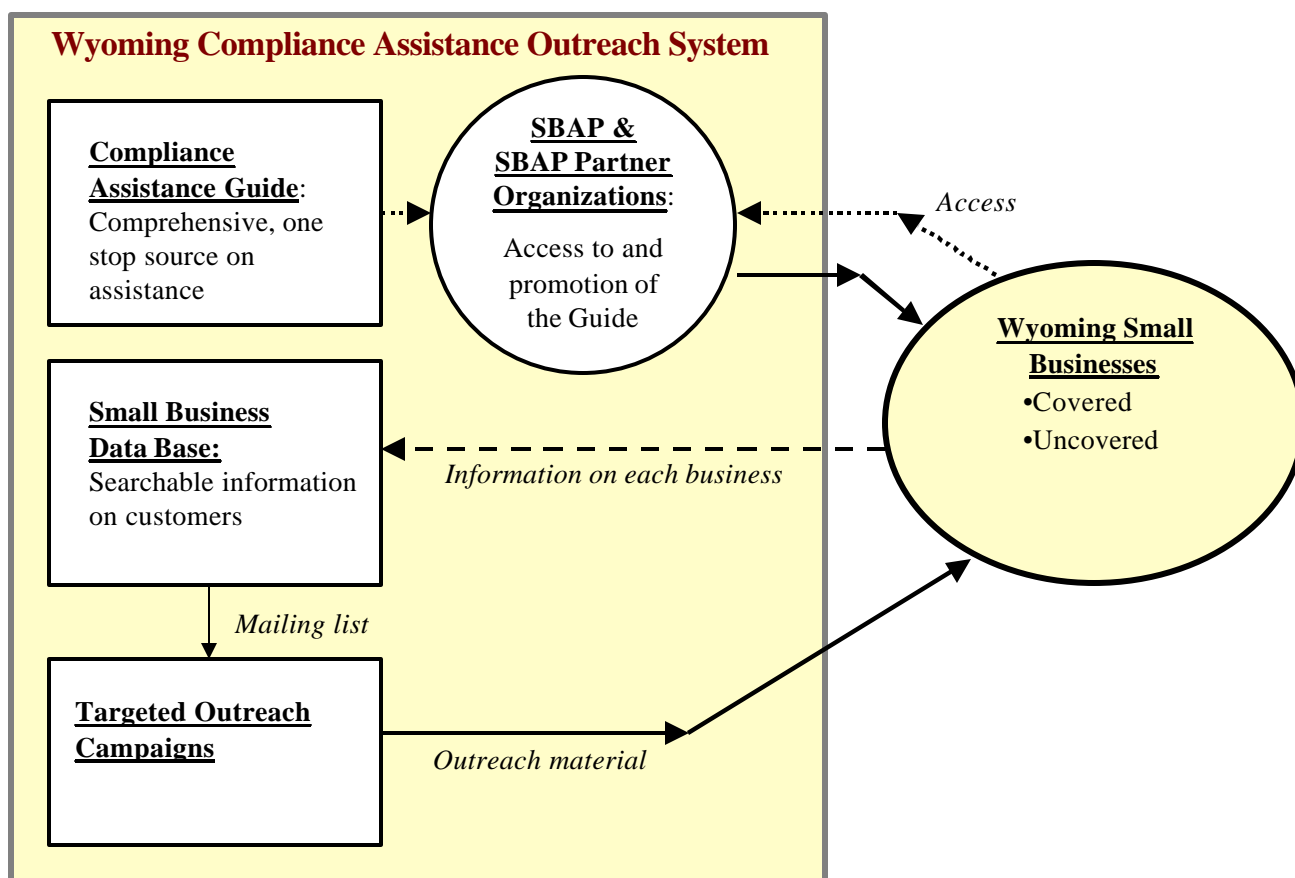 Wyoming Compliance Assistance Outreach System
Compliance
Assistance Guide:
Comprehensive, one
stop source on
assistance
SBAP &
SBAP Partner
Organizations:
Access to and
promotion of
the Guide
Access
Wyoming Small
Businesses
•Covered
•Uncovered
Small Business
Data Base:
Searchable information
on customers
Information on each business
Mailing list
Targeted Outreach
Campaigns
Outreach material